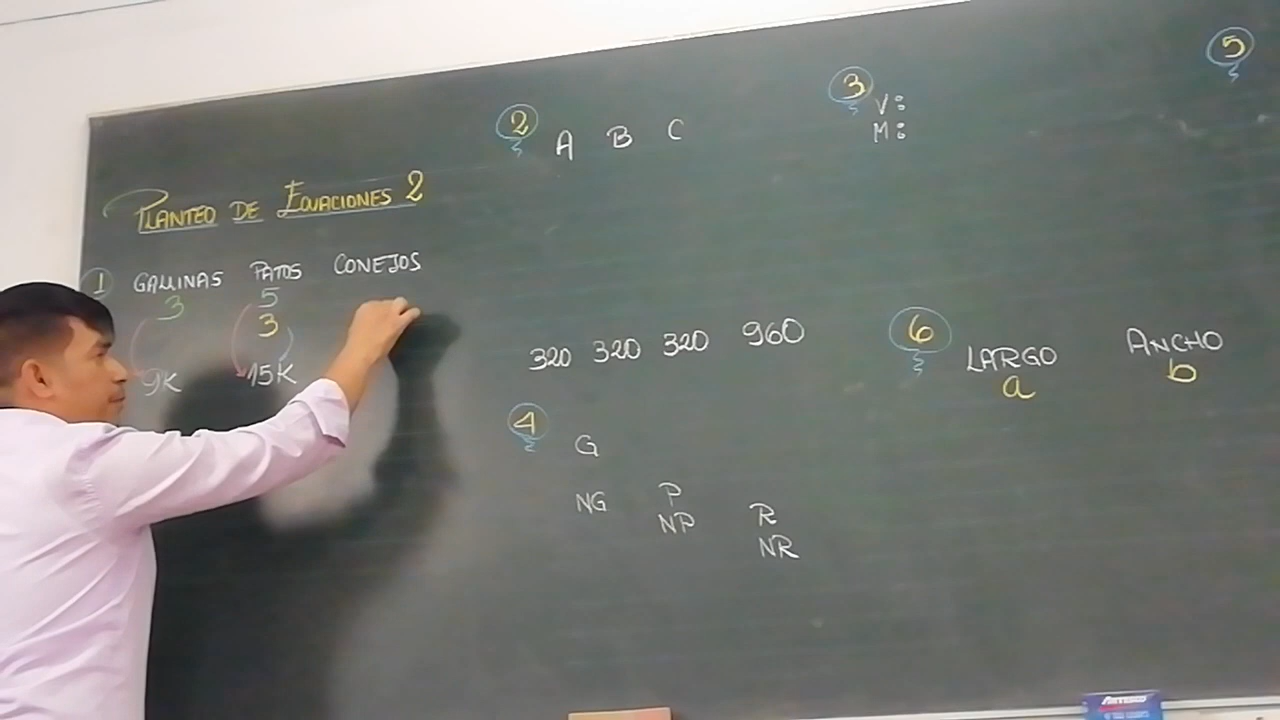 PLANTEO DE ECUACIONES 2
1 GALLINAS PATOS CONEJOS
3 5
3
9K 15K
2 A B C
320 320 320 960
3 V:
M:
4 G
NG P
NP R
NR
5
6 LARGO ANCHO
a b
ARTESCO